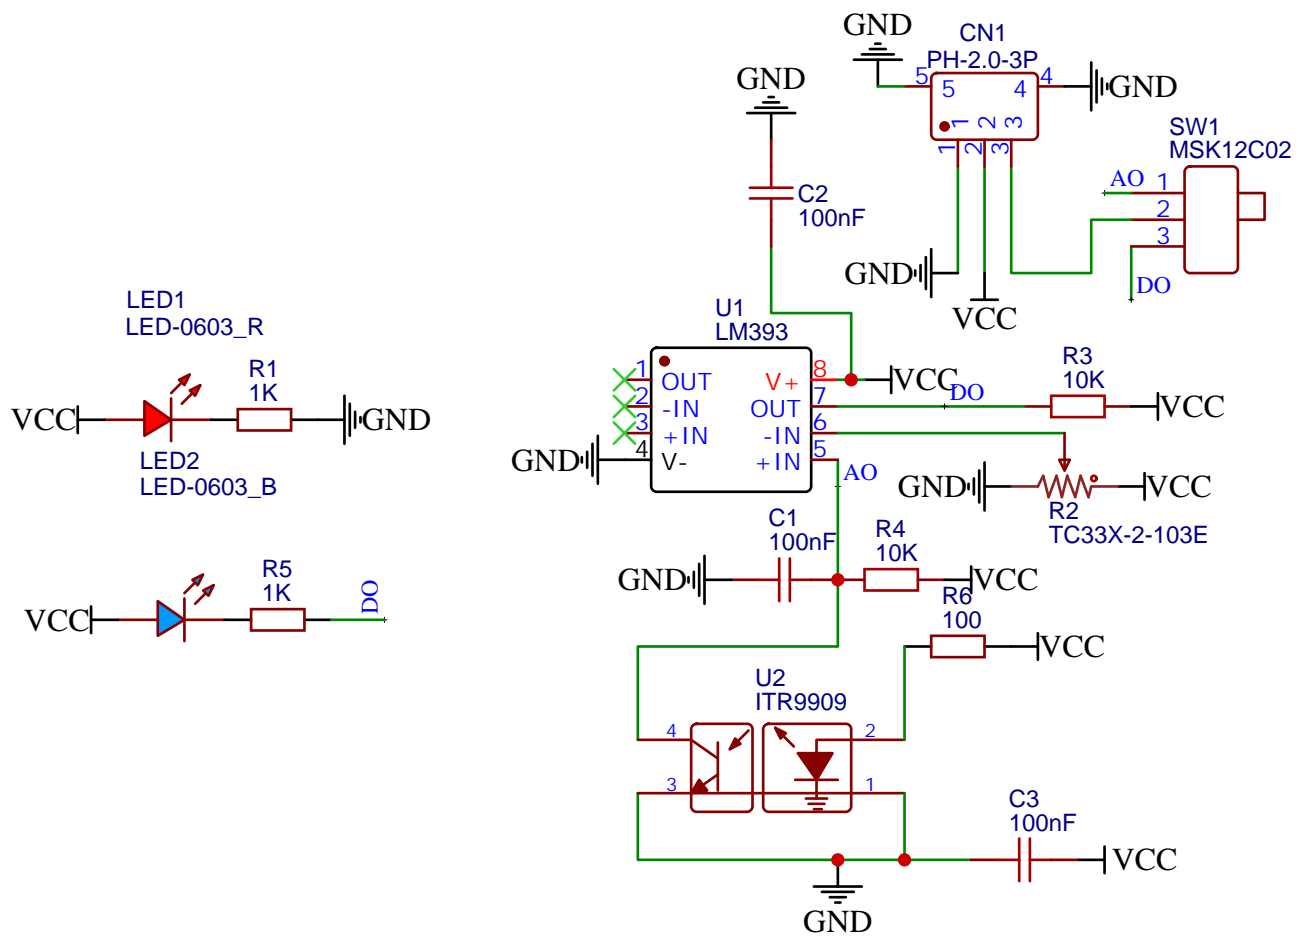 GND
CN1
PH-2.0-3P
5
5
4
4
GND
GND
1
2
3
1
2
3
SW1
MSK12C02
AO
1
2
3
DO
C2
100nF
GND
VCC
LED1
LED-0603_R
R1
1K
VCC
GND
LED2
LED-0603_B
U1
LM393
1
OUT
2
-IN
3
+IN
4
V-
GND
V+
8
OUT
7
-IN
6
+IN
5
VCC
DO
R3
10K
VCC
AO
GND
VCC
R2
TC33X-2-103E
C1
100nF
GND
R4
10K
VCC
R5
1K
VCC
DO
R6
100
VCC
U2
ITR9909
4
3
2
1
C3
100nF
VCC
GND